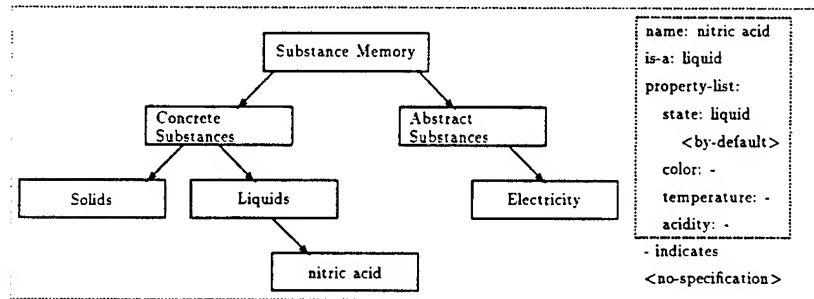 Substance Memory
Concrete
Substances
Abstract
Substances
Solids
Liquids
Electricity
nitric acid
name: nitric acid
is-a: liquid
property-list:
state: liquid
<by-default>
color: -
temperature: -
acidity: -
- indicates
<no-specification>